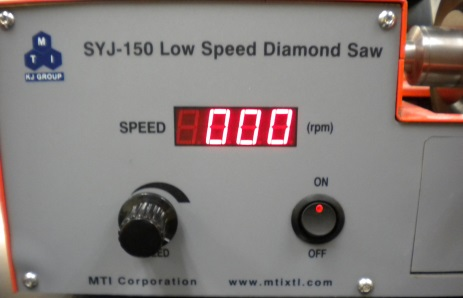 MTI
KJ GROUP
SYJ-150 Low Speed Diamond Saw
SPEED 000 (rpm)
ON
OFF
MTI Corporation www.mtixtl.com